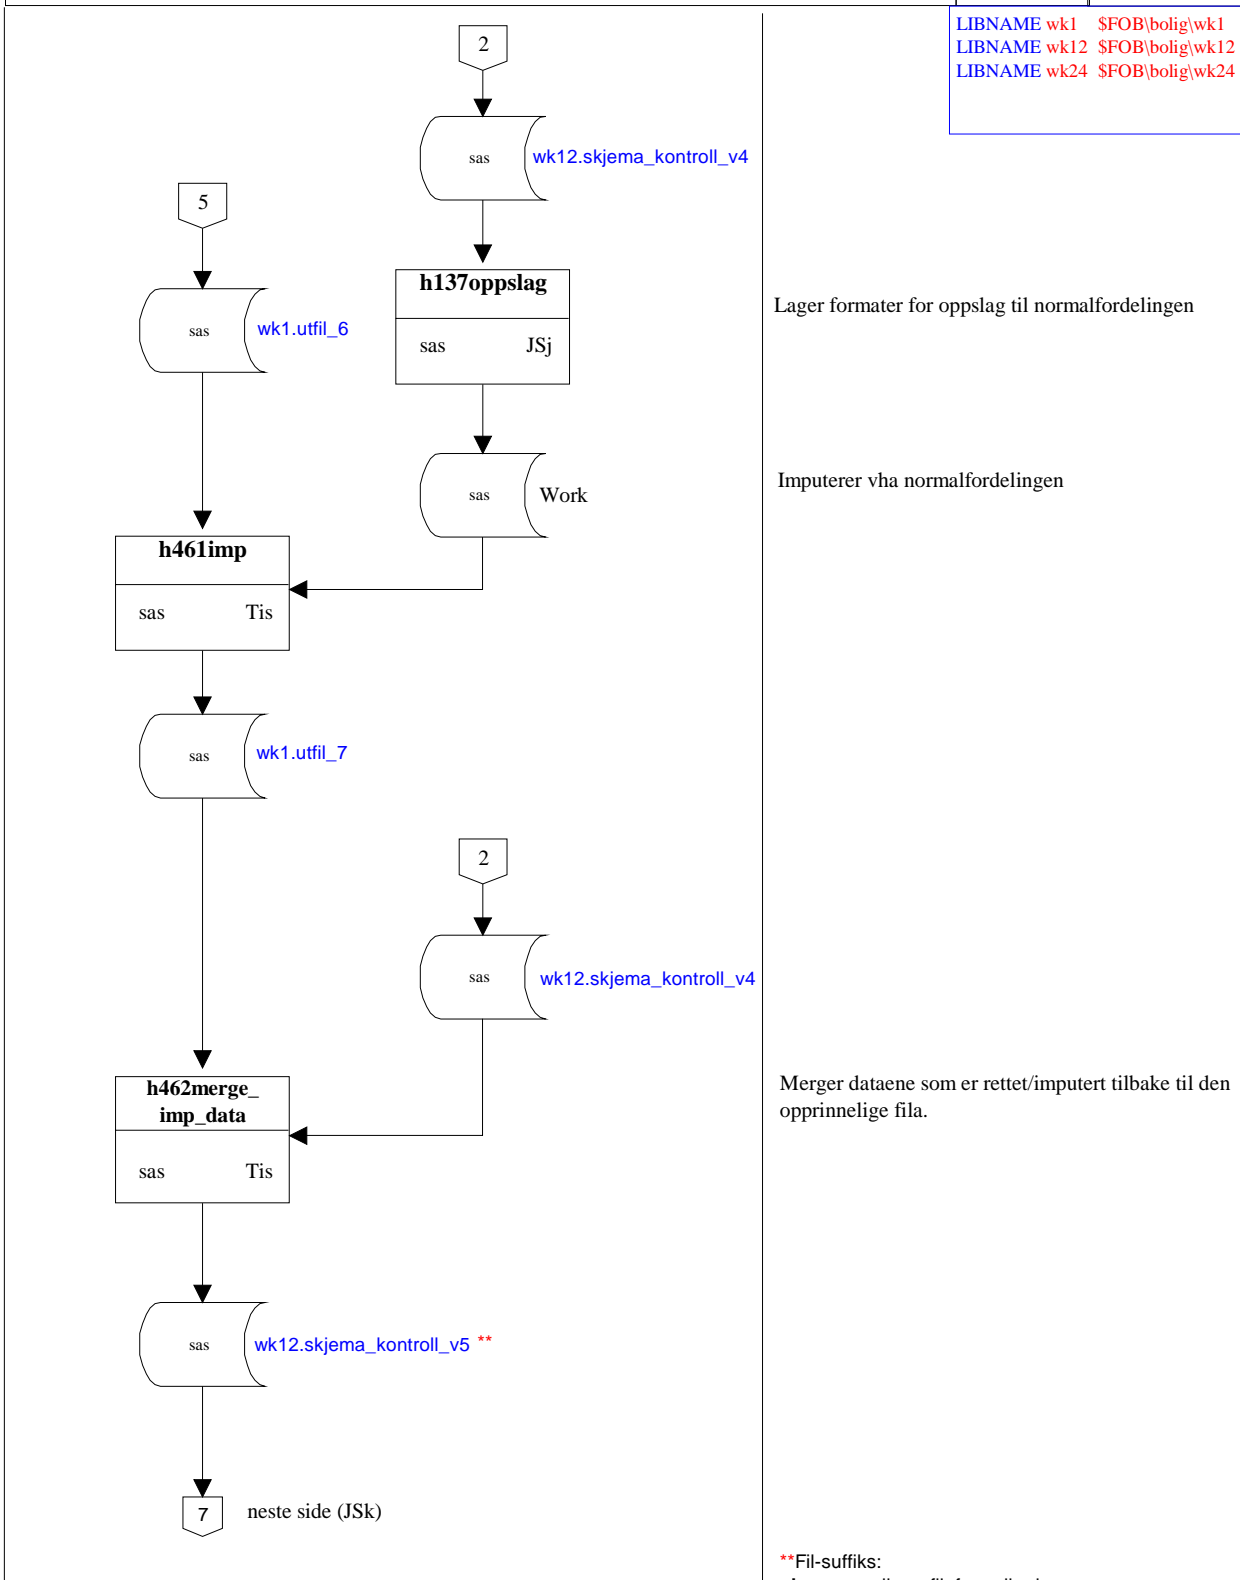 LIBNAME wk1 $FOB\bolig\wk1
LIBNAME wk12 $FOB\bolig\wk12
LIBNAME wk24 $FOB\bolig\wk24
2
sas wk12.skjema_kontroll_v4
5
h137oppslag
sas JSj
Lager formater for oppslag til normalfordelingen
sas wk1.utfil_6
sas Work
Imputerer vha normalfordelingen
h461imp
sas Tis
sas wk1.utfil_7
2
sas wk12.skjema_kontroll_v4
h462merge_
imp_data
sas Tis
Merger dataene som er rettet/imputert tilbake til den
opprinnelige fila.
sas wk12.skjema_kontroll_v5 **
7 neste side (JSk)
**Fil-suffiks: